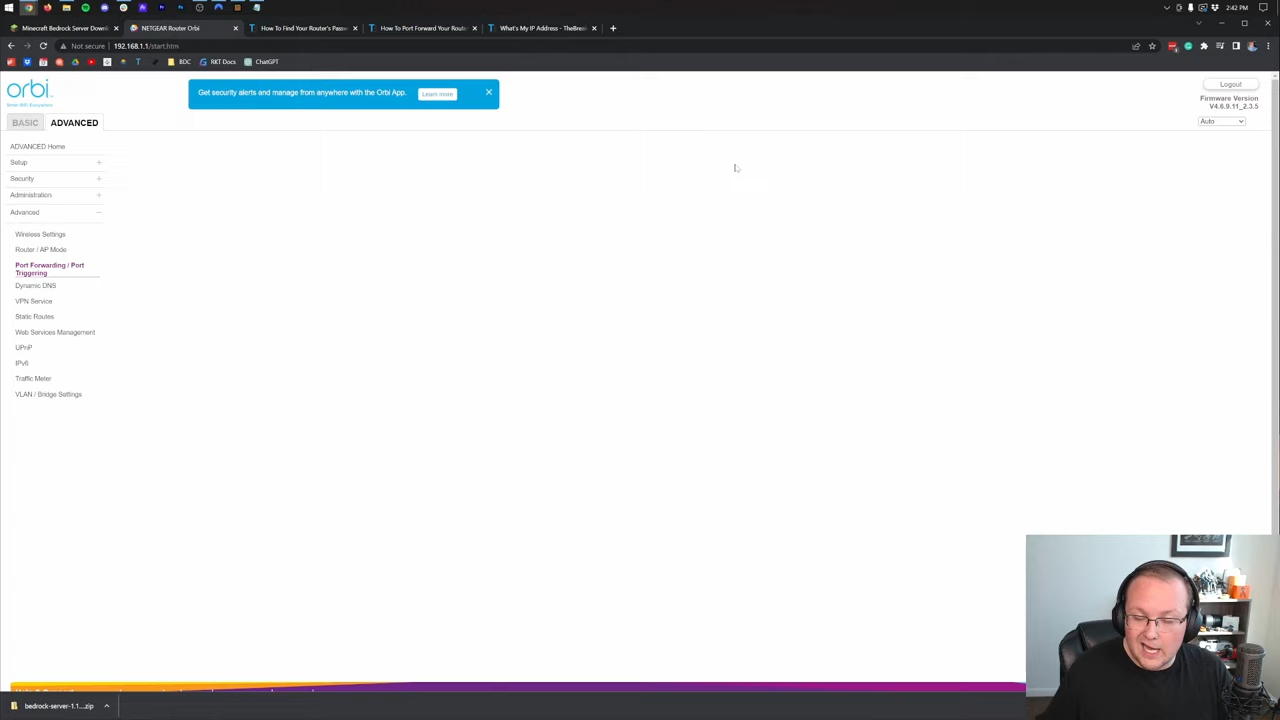 2:42 PM
Minecraft Bedrock Server Downl
NETGEAR Router Orbi
How To Find Your Router's Passw
How To Port Forward Your Route
What's My IP Address - TheBreak
Not secure
192.168.1.1/start.htm
BDC
RKT Docs
ChatGPT
orbi
Get security alerts and manage from anywhere with the Orbi App.
Learn more
Logout
Firmware Version
V4.6.9.11_2.3.5
Auto
BASIC
ADVANCED
ADVANCED Home
Setup
Security
Administration
Advanced
Wireless Settings
Router / AP Mode
Port Forwarding / Port
Triggering
Dynamic DNS
VPN Service
Static Routes
Web Services Management
UPnP
IPv6
Traffic Meter
VLAN / Bridge Settings
bedrock-server-1.1....zip